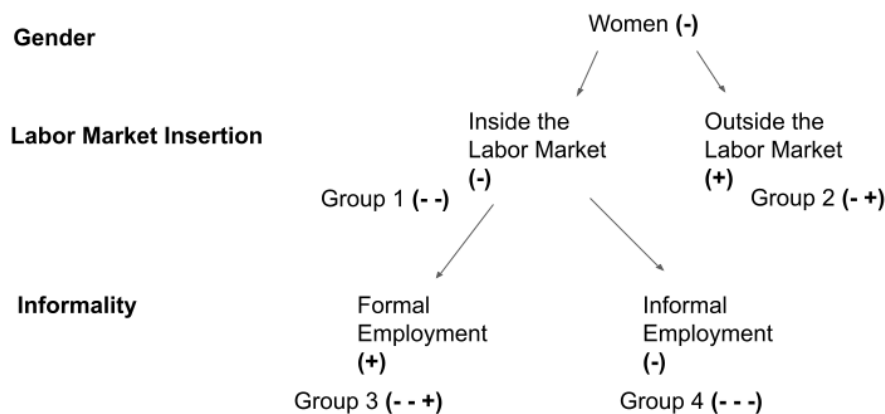 Gender
Women (-)
Labor Market Insertion
Inside the
Labor Market
(-)
Outside the
Labor Market
(+)
Group 1 (- -)
Group 2 (- +)
Informality
Formal
Employment
(+)
Informal
Employment
(-)
Group 3 (- - +)
Group 4 (- - -)